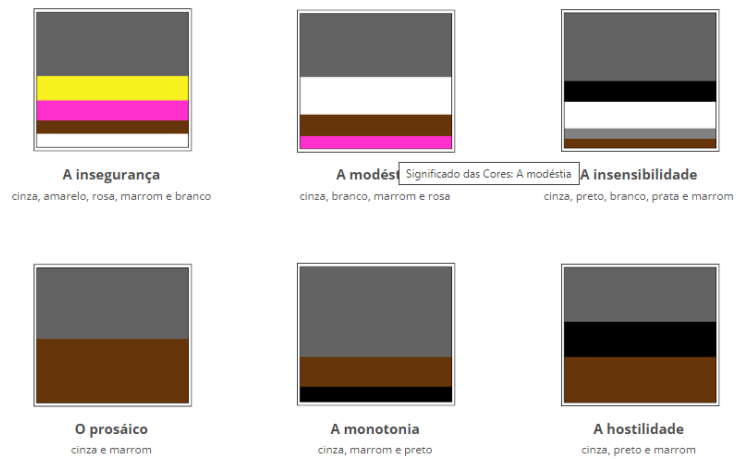 A insegurança
cinza, amarelo, rosa, marrom e branco
A modést
cinza, branco, marrom e rosa
Significado das Cores: A modéstia
A insensibilidade
cinza, preto, branco, prata e marrom
O prosáico
cinza e marrom
A monotonia
cinza, marrom e preto
A hostilidade
cinza, preto e marrom